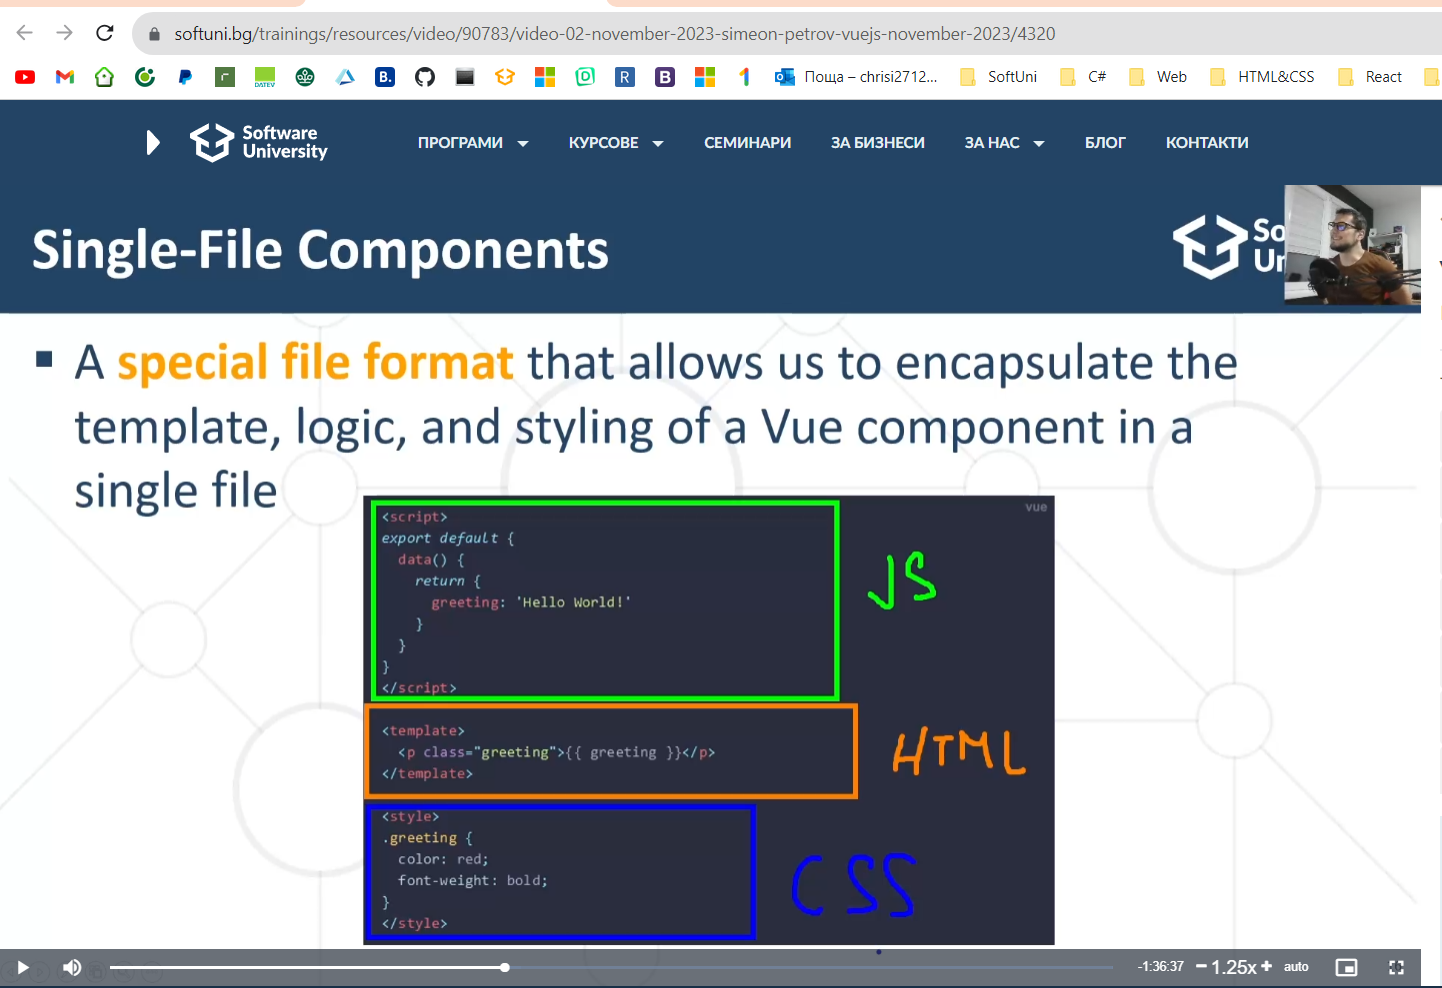 softuni.bg/trainings/resources/video/90783/video-02-november-2023-simeon-petrov-vuejs-november-2023/4320
DATEV
B.
R
B
1
Поща – chrisi2712...
SoftUni
C#
Web
HTML&CSS
React
Software
University
ПРОГРАМИ
КУРСОВЕ
СЕМИНАРИ
ЗА БИЗНЕСИ
ЗА НАС
БЛОГ
КОНТАКТИ
Single-File Components
A special file format that allows us to encapsulate the
template, logic, and styling of a Vue component in a
single file
vue
<script>
export default {
data() {
return {
greeting: 'Hello World!'
}
}
}
</script>
JS
<template>
<p class="greeting">{{ greeting }}</p>
</template>
HTML
<style>
.greeting {
color: red;
font-weight: bold;
}
</style>
CSS
-1:36:37
1.25x
auto